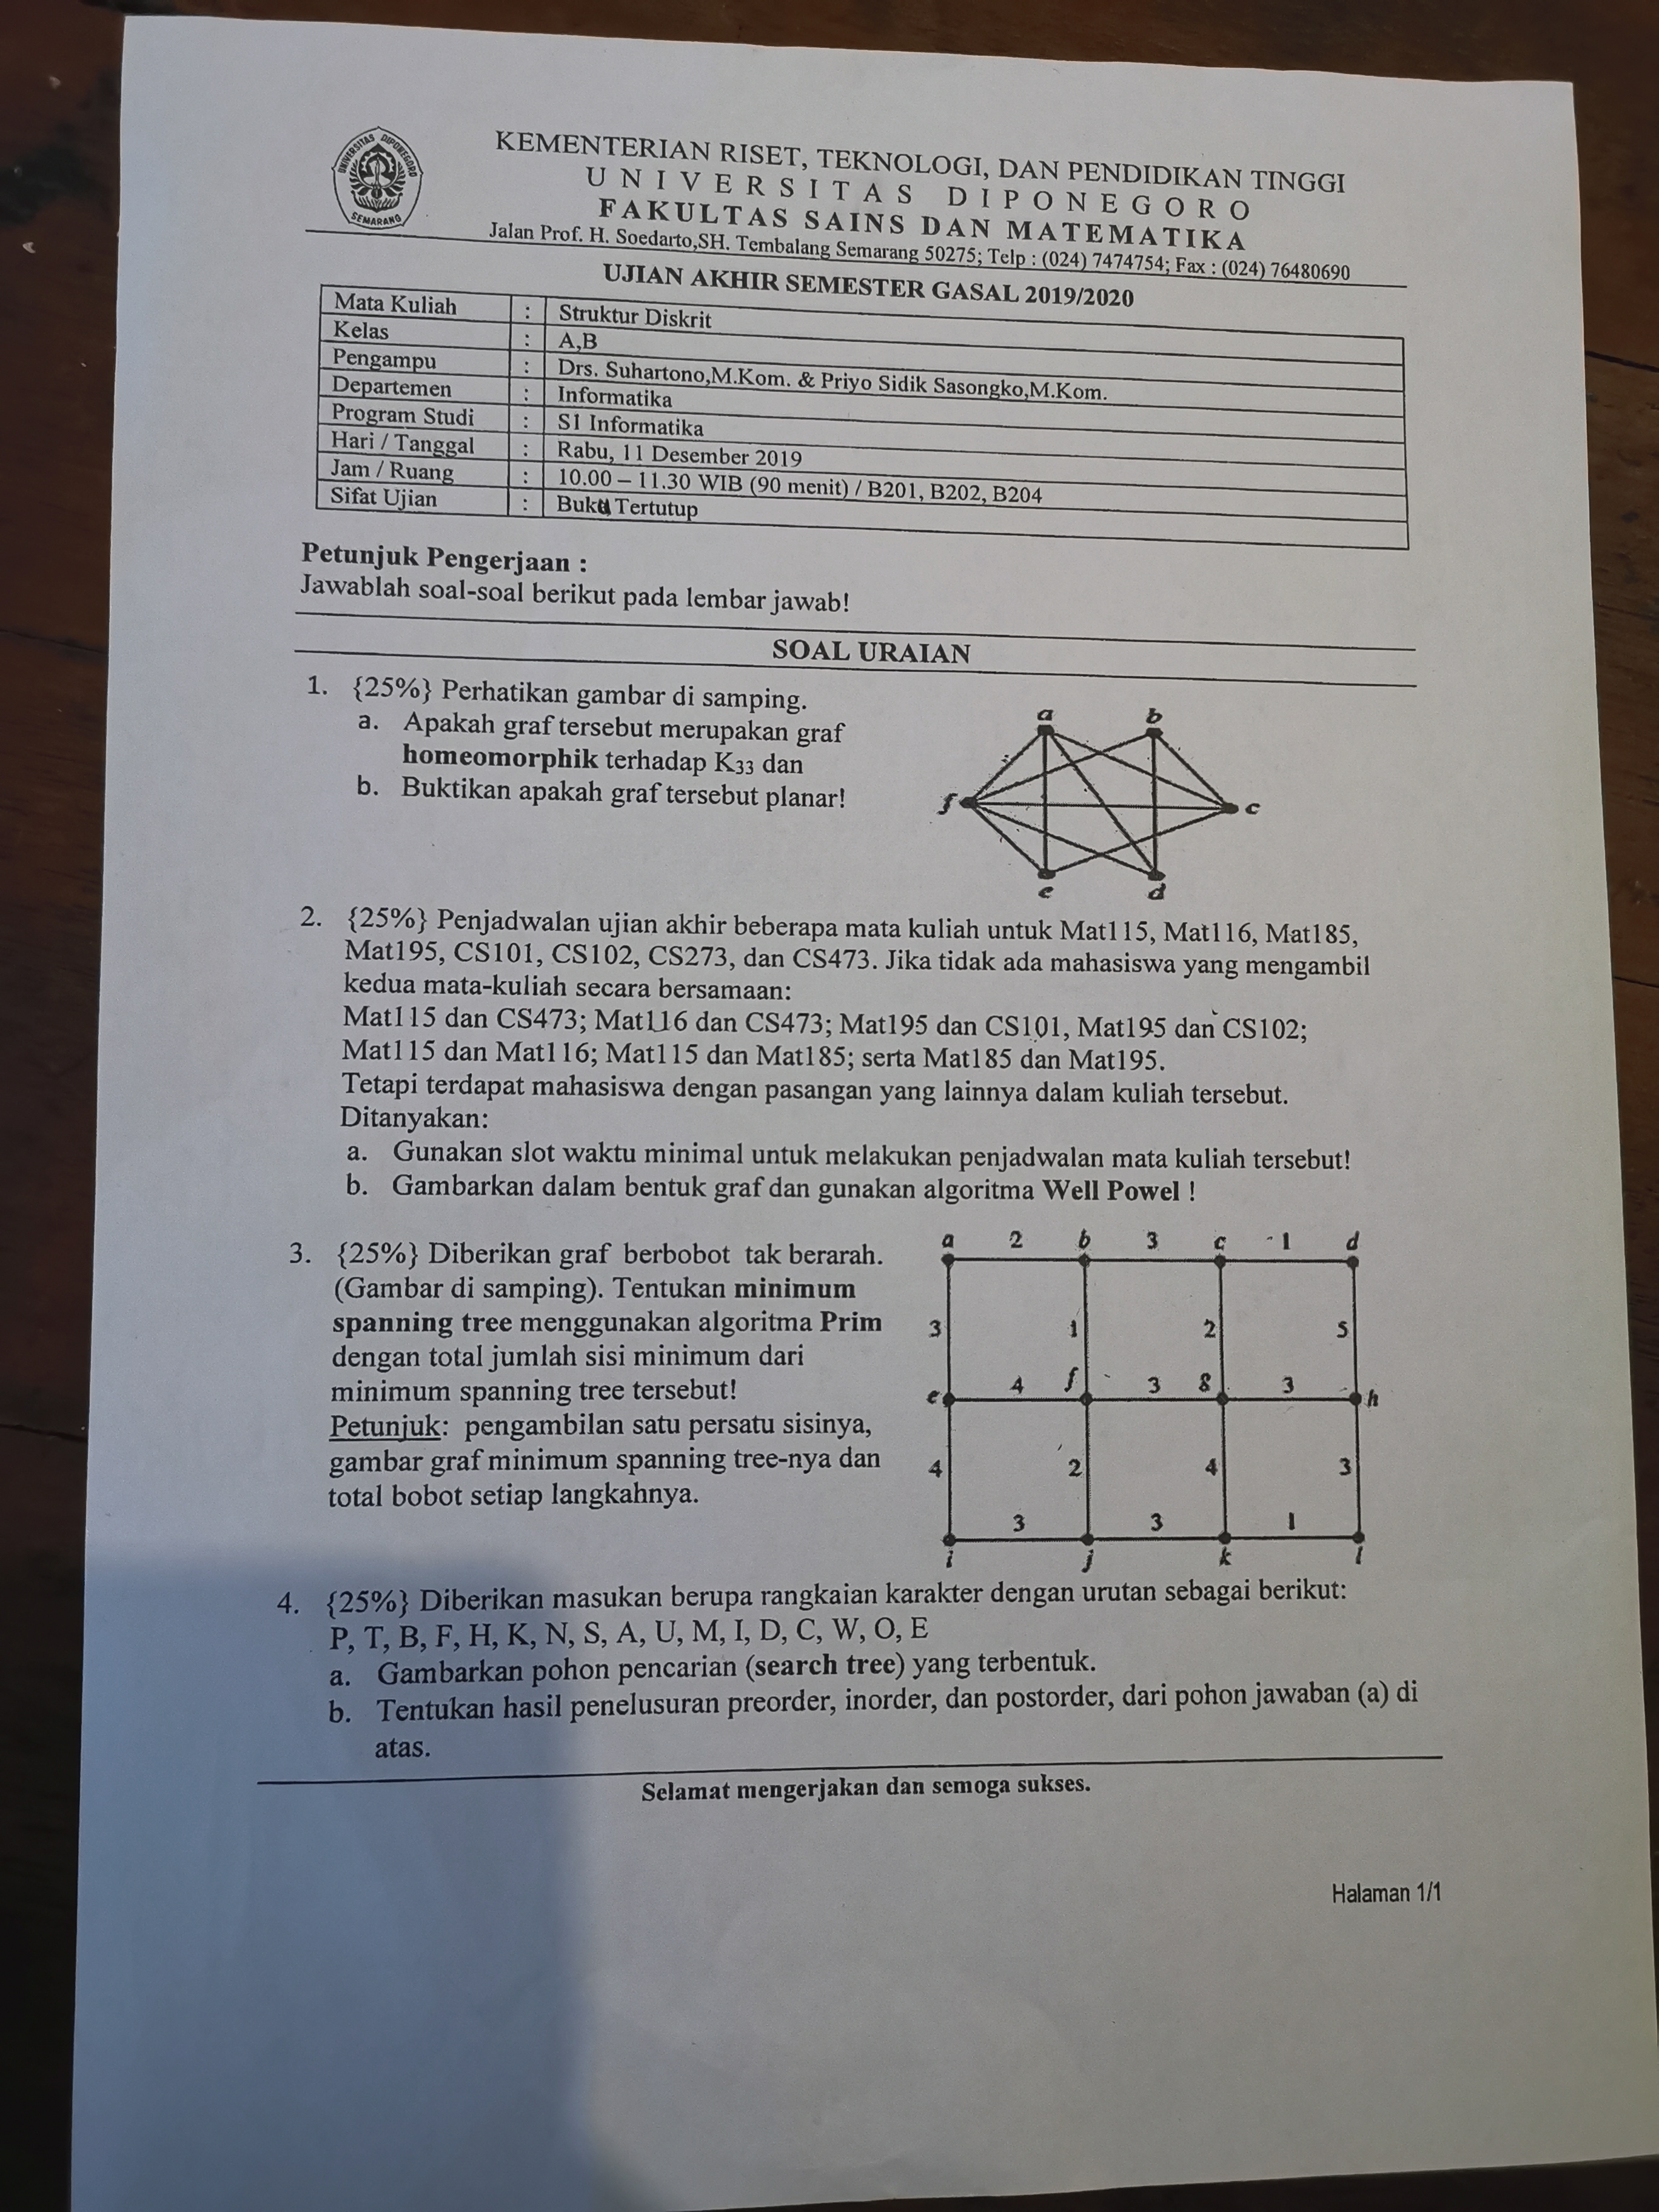 UNIVERSITAS DIPONEGORO
SEMARANG
KEMENTERIAN RISET, TEKNOLOGI, DAN PENDIDIKAN TINGGI
UNIVERSITAS DIPONEGORO
FAKULTAS SAINS DAN MATEMATIKA
Jalan Prof. H. Soedarto,SH. Tembalang Semarang 50275; Telp : (024) 7474754; Fax : (024) 76480690
UJIAN AKHIR SEMESTER GASAL 2019/2020
Mata Kuliah : Struktur Diskrit
Kelas : A,B
Pengampu : Drs. Suhartono,M.Kom. & Priyo Sidik Sasongko,M.Kom.
Departemen : Informatika
Program Studi : S1 Informatika
Hari / Tanggal : Rabu, 11 Desember 2019
Jam / Ruang : 10.00 – 11.30 WIB (90 menit) / B201, B202, B204
Sifat Ujian : Buku Tertutup
Petunjuk Pengerjaan :
Jawablah soal-soal berikut pada lembar jawab!
SOAL URAIAN
1. {25%} Perhatikan gambar di samping.
a. Apakah graf tersebut merupakan graf
homeomorphik terhadap K33 dan
b. Buktikan apakah graf tersebut planar!
a b
f c
e d
2. {25%} Penjadwalan ujian akhir beberapa mata kuliah untuk Mat115, Mat116, Mat185,
Mat195, CS101, CS102, CS273, dan CS473. Jika tidak ada mahasiswa yang mengambil
kedua mata-kuliah secara bersamaan:
Mat115 dan CS473; Mat116 dan CS473; Mat195 dan CS101, Mat195 dan CS102;
Mat115 dan Mat116; Mat115 dan Mat185; serta Mat185 dan Mat195.
Tetapi terdapat mahasiswa dengan pasangan yang lainnya dalam kuliah tersebut.
Ditanyakan:
a. Gunakan slot waktu minimal untuk melakukan penjadwalan mata kuliah tersebut!
b. Gambarkan dalam bentuk graf dan gunakan algoritma Well Powel !
3. {25%} Diberikan graf berbobot tak berarah.
(Gambar di samping). Tentukan minimum
spanning tree menggunakan algoritma Prim
dengan total jumlah sisi minimum dari
minimum spanning tree tersebut!
Petunjuk: pengambilan satu persatu sisinya,
gambar graf minimum spanning tree-nya dan
total bobot setiap langkahnya.
a 2 b 3 c 1 d
3 1 2 5
e 4 f 3 g 3 h
4 2 4 3
3 3 1
i j k l
4. {25%} Diberikan masukan berupa rangkaian karakter dengan urutan sebagai berikut:
P, T, B, F, H, K, N, S, A, U, M, I, D, C, W, O, E
a. Gambarkan pohon pencarian (search tree) yang terbentuk.
b. Tentukan hasil penelusuran preorder, inorder, dan postorder, dari pohon jawaban (a) di
atas.
Selamat mengerjakan dan semoga sukses.
Halaman 1/1